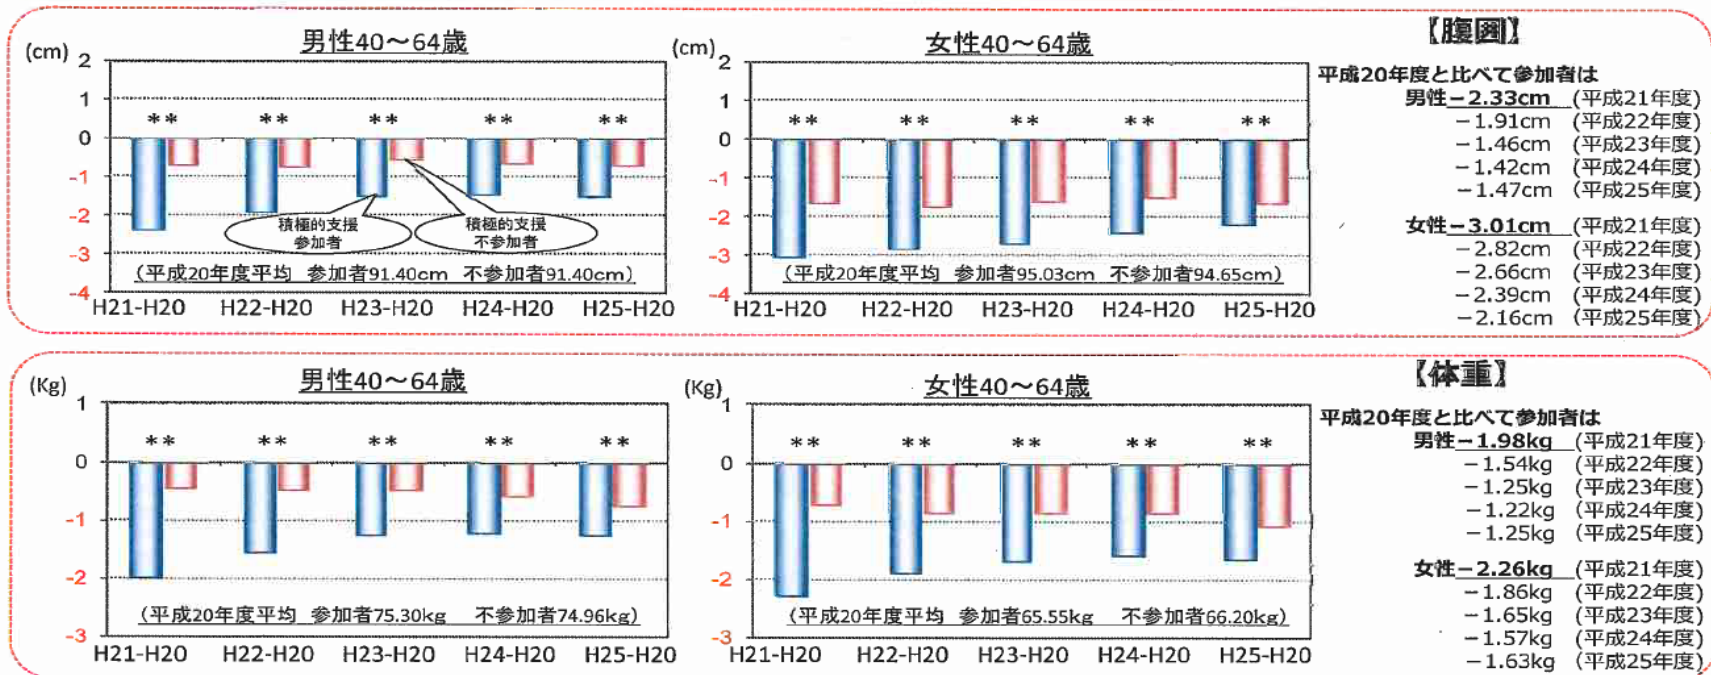 【腹囲】
男性40～64歳
(cm)
2
1
0
-1
-2
-3
-4
** ** ** ** **
積極的支援
参加者
積極的支援
不参加者
(平成20年度平均 参加者91.40cm 不参加者91.40cm)
H21-H20 H22-H20 H23-H20 H24-H20 H25-H20
女性40～64歳
(cm)
2
1
0
-1
-2
-3
-4
** ** ** ** **
(平成20年度平均 参加者95.03cm 不参加者94.65cm)
H21-H20 H22-H20 H23-H20 H24-H20 H25-H20
平成20年度と比べて参加者は
男性－2.33cm (平成21年度)
－1.91cm (平成22年度)
－1.46cm (平成23年度)
－1.42cm (平成24年度)
－1.47cm (平成25年度)
女性－3.01cm (平成21年度)
－2.82cm (平成22年度)
－2.66cm (平成23年度)
－2.39cm (平成24年度)
－2.16cm (平成25年度)
【体重】
男性40～64歳
(Kg)
1
0
-1
-2
-3
** ** ** ** **
(平成20年度平均 参加者75.30kg 不参加者74.96kg)
H21-H20 H22-H20 H23-H20 H24-H20 H25-H20
女性40～64歳
(Kg)
1
0
-1
-2
-3
** ** ** ** **
(平成20年度平均 参加者65.55kg 不参加者66.20kg)
H21-H20 H22-H20 H23-H20 H24-H20 H25-H20
平成20年度と比べて参加者は
男性－1.98kg (平成21年度)
－1.54kg (平成22年度)
－1.25kg (平成23年度)
－1.22kg (平成24年度)
－1.25kg (平成25年度)
女性－2.26kg (平成21年度)
－1.86kg (平成22年度)
－1.65kg (平成23年度)
－1.57kg (平成24年度)
－1.63kg (平成25年度)